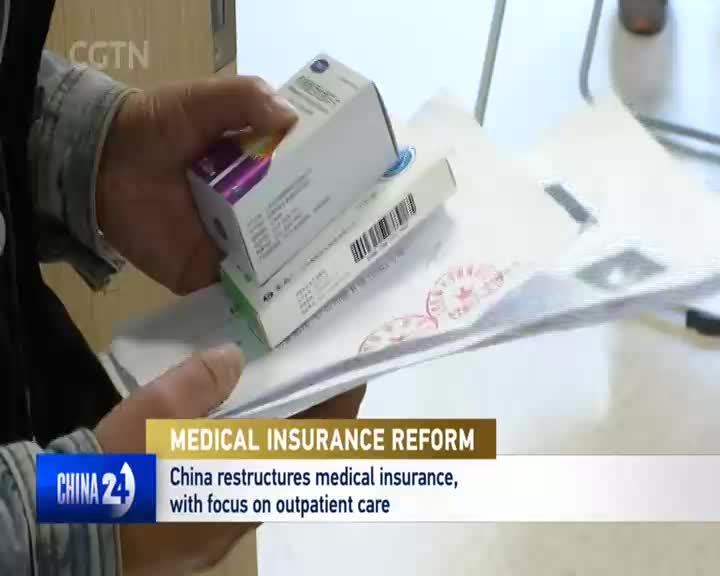 CGTN
MEDICAL INSURANCE REFORM
CHINA 24
China restructures medical insurance,
with focus on outpatient care